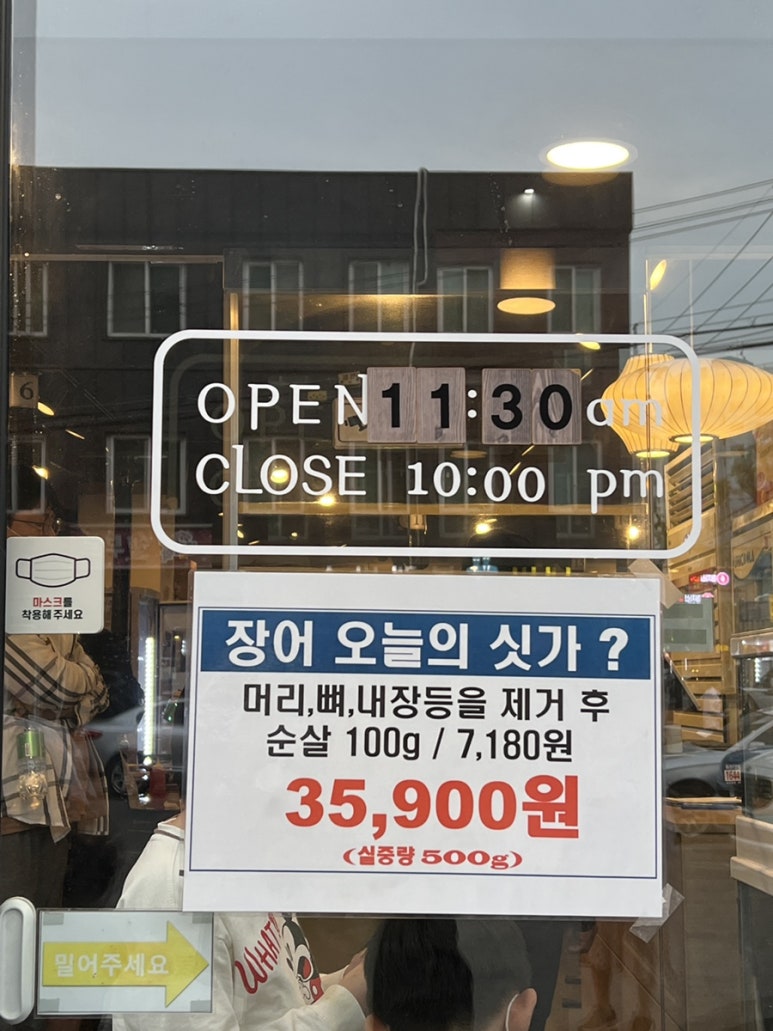 OPEN 11:30 am
CLOSE 10:00 pm
6
마스크를
착용해주세요
장어 오늘의 싯가 ?
머리,뼈,내장등을 제거 후
순살 100g / 7,180원
35,900원
(실중량 500g)
밀어주세요
WHAT